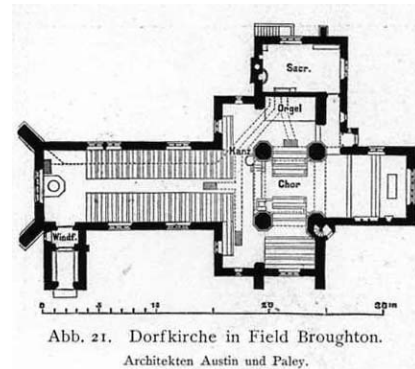 Sacr.
Orgel
Kanz
Chor
Windf.
0 5 10 20 30 m
Abb. 21. Dorfkirche in Field Broughton.
Architekten Austin und Paley.